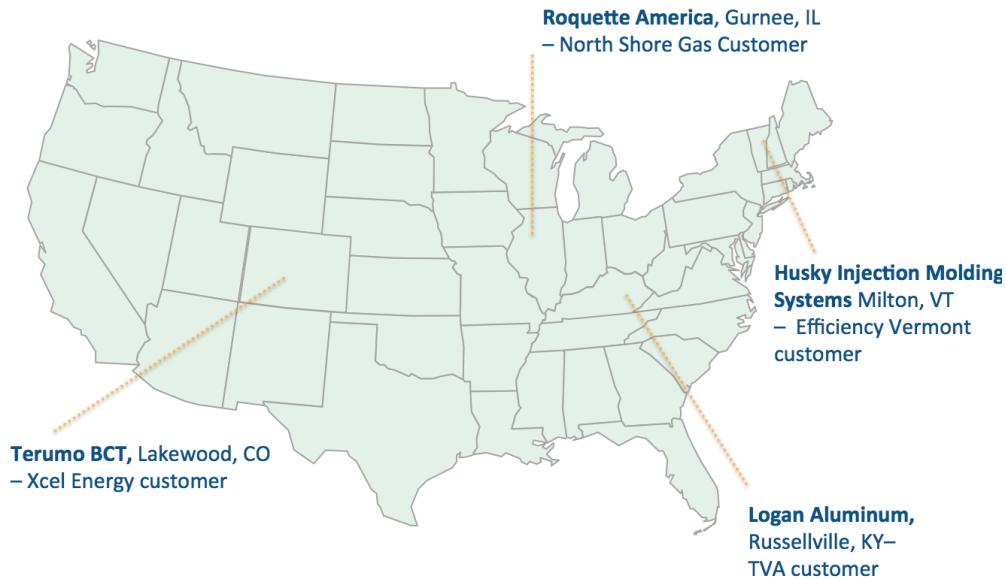 Roquette America, Gurnee, IL
– North Shore Gas Customer
Husky Injection Molding
Systems Milton, VT
– Efficiency Vermont
customer
Terumo BCT, Lakewood, CO
– Xcel Energy customer
Logan Aluminum,
Russellville, KY–
TVA customer